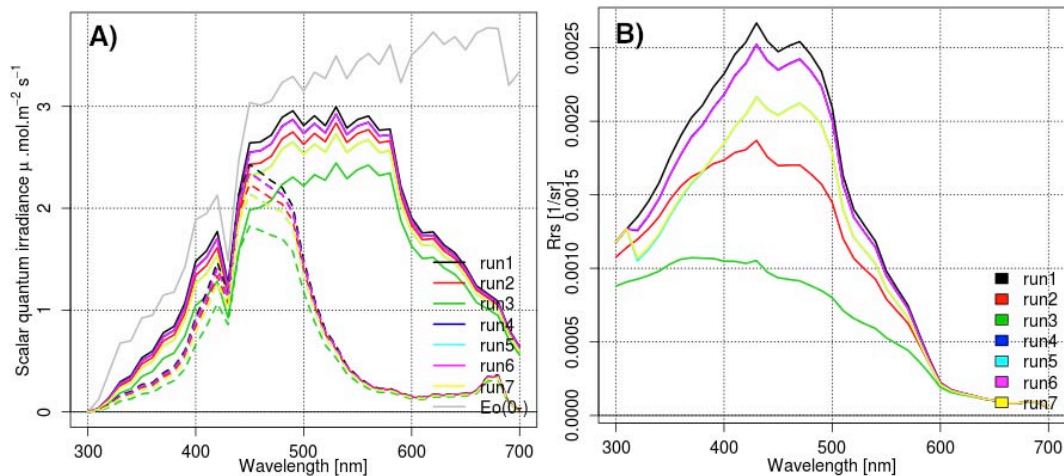 A)
Scalar quantum irradiance µ .mol.m⁻² s⁻¹
3
2
1
0
300
400
500
600
700
Wavelength [nm]
run1
run2
run3
run4
run5
run6
run7
Eo(0-)
B)
Rrs [1/sr]
0.0025
0.0020
0.0015
0.0010
0.0005
0.0000
300
400
500
600
700
Wavelength [nm]
run1
run2
run3
run4
run5
run6
run7